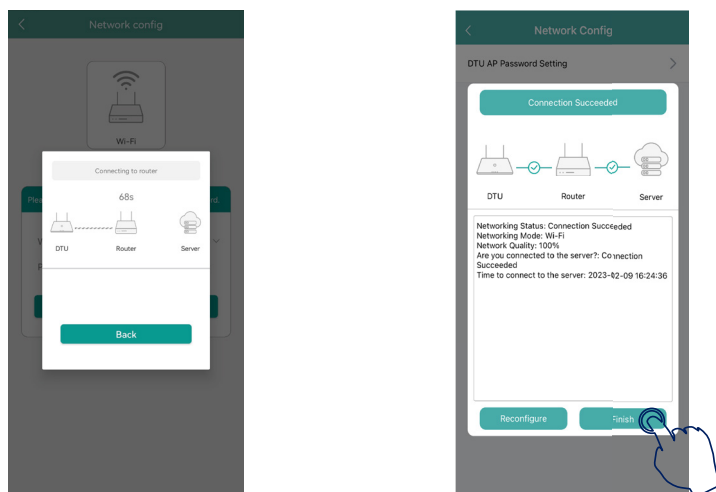 Network config
Wi-Fi
Connecting to router
68s
DTU Router Server
Back
Network Config
DTU AP Password Setting
Connection Succeeded
DTU Router Server
Networking Status: Connection Succeeded
Networking Mode: Wi-Fi
Network Quality: 100%
Are you connected to the server?: Connection
Succeeded
Time to connect to the server: 2023-02-09 16:24:36
Reconfigure Finish